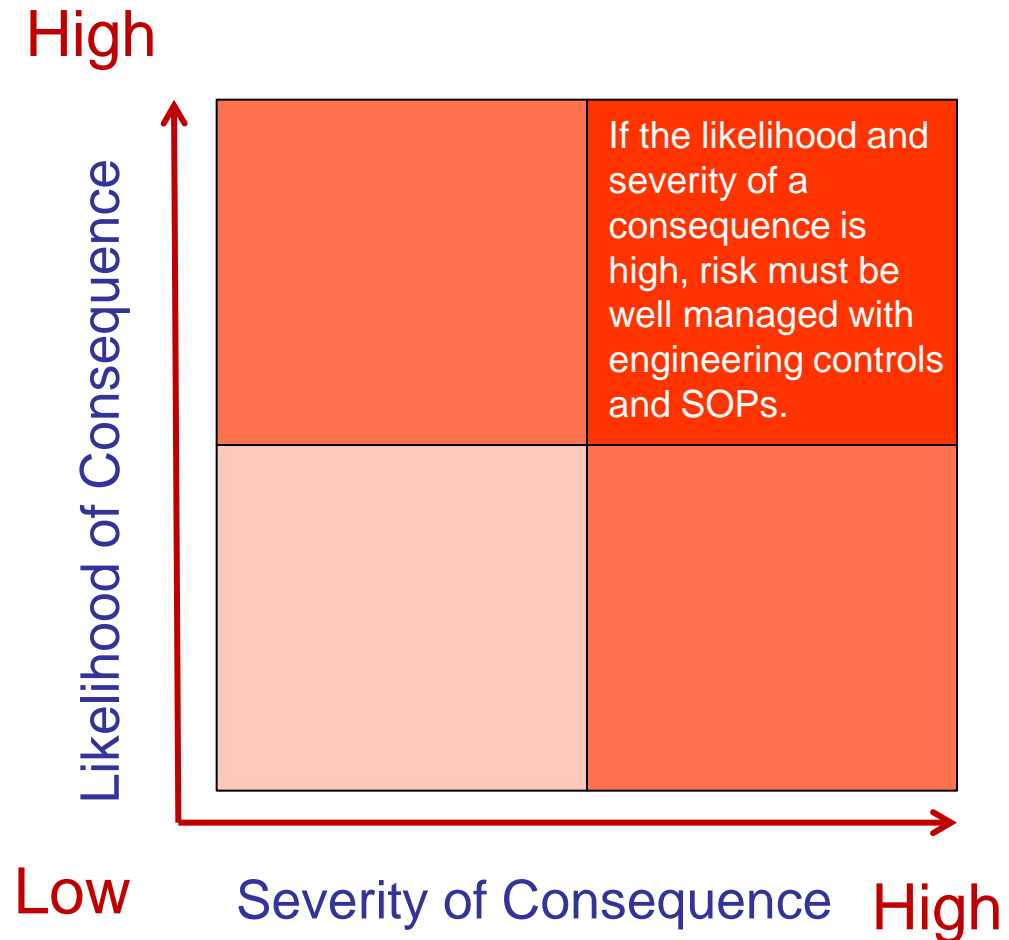 High
If the likelihood and
severity of a
consequence is
high, risk must be
well managed with
engineering controls
and SOPs.
Likelihood of Consequence
Low
Severity of Consequence
High